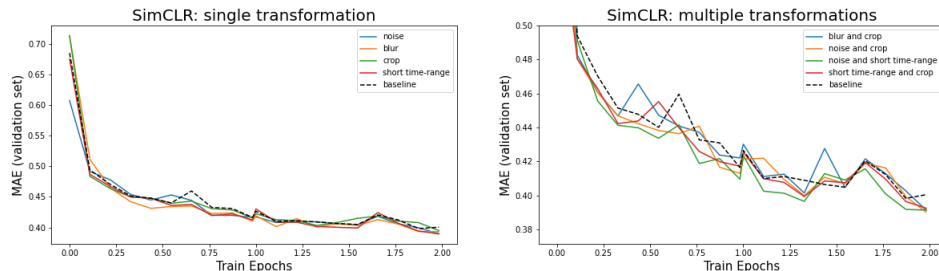 SimCLR: single transformation
MAE (validation set)
0.70
0.65
0.60
0.55
0.50
0.45
0.40
noise
blur
crop
short time-range
baseline
0.00
0.25
0.50
0.75
1.00
1.25
1.50
1.75
2.00
Train Epochs
SimCLR: multiple transformations
MAE (validation set)
0.50
0.48
0.46
0.44
0.42
0.40
0.38
blur and crop
noise and crop
noise and short time-range
short time-range and crop
baseline
0.00
0.25
0.50
0.75
1.00
1.25
1.50
1.75
2.00
Train Epochs